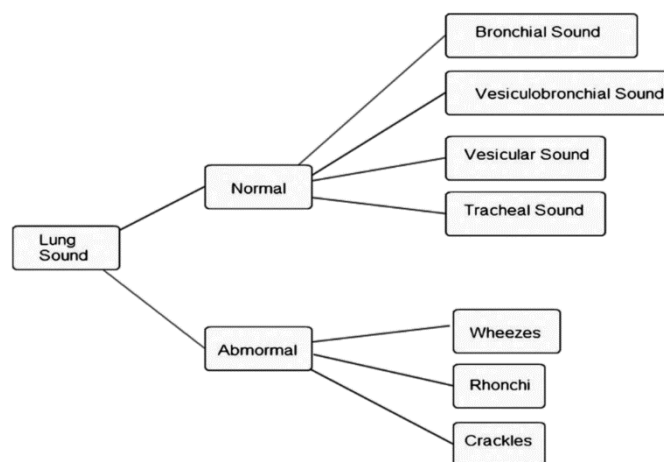 Bronchial Sound
Vesiculobronchial Sound
Vesicular Sound
Normal
Tracheal Sound
Lung
Sound
Abmormal
Wheezes
Rhonchi
Crackles